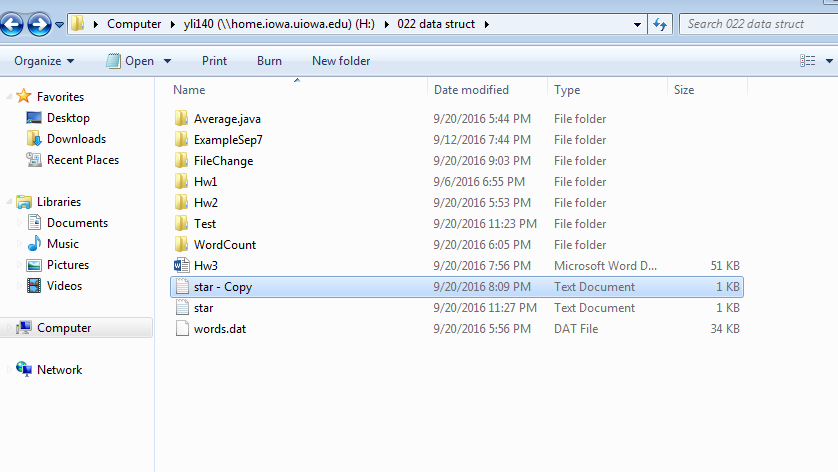 Computer yli140 (\\home.iowa.uiowa.edu) (H:) 022 data struct Search 022 data struct
Organize Open Print Burn New folder
Name Date modified Type Size
Favorites
Desktop
Downloads
Recent Places
Libraries
Documents
Music
Pictures
Videos
Computer
Network
Average.java 9/20/2016 5:44 PM File folder
ExampleSep7 9/12/2016 7:44 PM File folder
FileChange 9/20/2016 9:03 PM File folder
Hw1 9/6/2016 6:55 PM File folder
Hw2 9/20/2016 5:53 PM File folder
Test 9/20/2016 11:23 PM File folder
WordCount 9/20/2016 6:05 PM File folder
Hw3 9/20/2016 7:56 PM Microsoft Word D... 51 KB
star - Copy 9/20/2016 8:09 PM Text Document 1 KB
star 9/20/2016 11:27 PM Text Document 1 KB
words.dat 9/20/2016 5:56 PM DAT File 34 KB